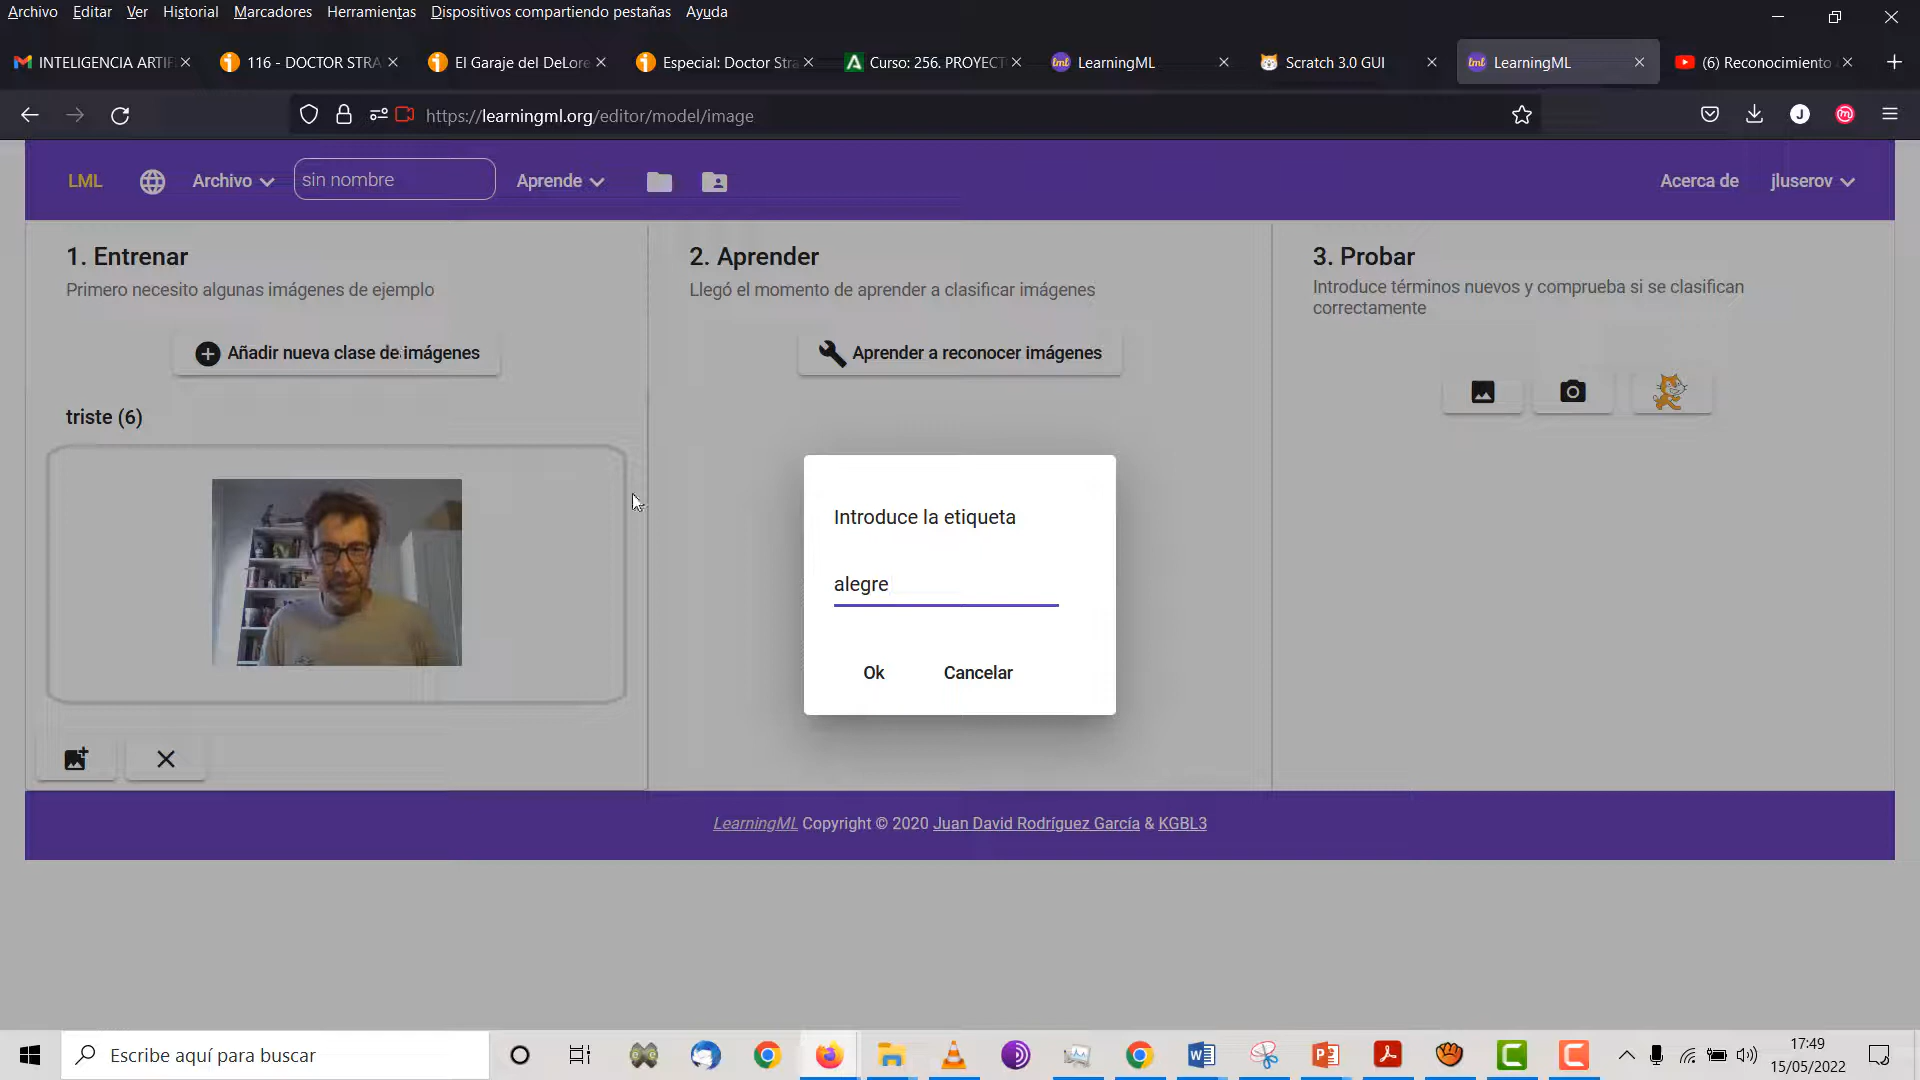 Archivo Editar Ver Historial Marcadores Herramientas Dispositivos compartiendo pestañas Ayuda
INTELIGENCIA ARTIF 116 - DOCTOR STRA El Garaje del DeLore Especial: Doctor Stra Curso: 256. PROYECT LearningML Scratch 3.0 GUI LearningML (6) Reconocimiento
https://learningml.org/editor/model/image
LML Archivo sin nombre Aprende Acerca de jluserov
1. Entrenar
Primero necesito algunas imágenes de ejemplo
Añadir nueva clase de imágenes
triste (6)
2. Aprender
Llegó el momento de aprender a clasificar imágenes
Aprender a reconocer imágenes
3. Probar
Introduce términos nuevos y comprueba si se clasifican
correctamente
Introduce la etiqueta
alegre
Ok Cancelar
LearningML Copyright © 2020 Juan David Rodríguez García & KGBL3
Escribe aquí para buscar
17:49
15/05/2022